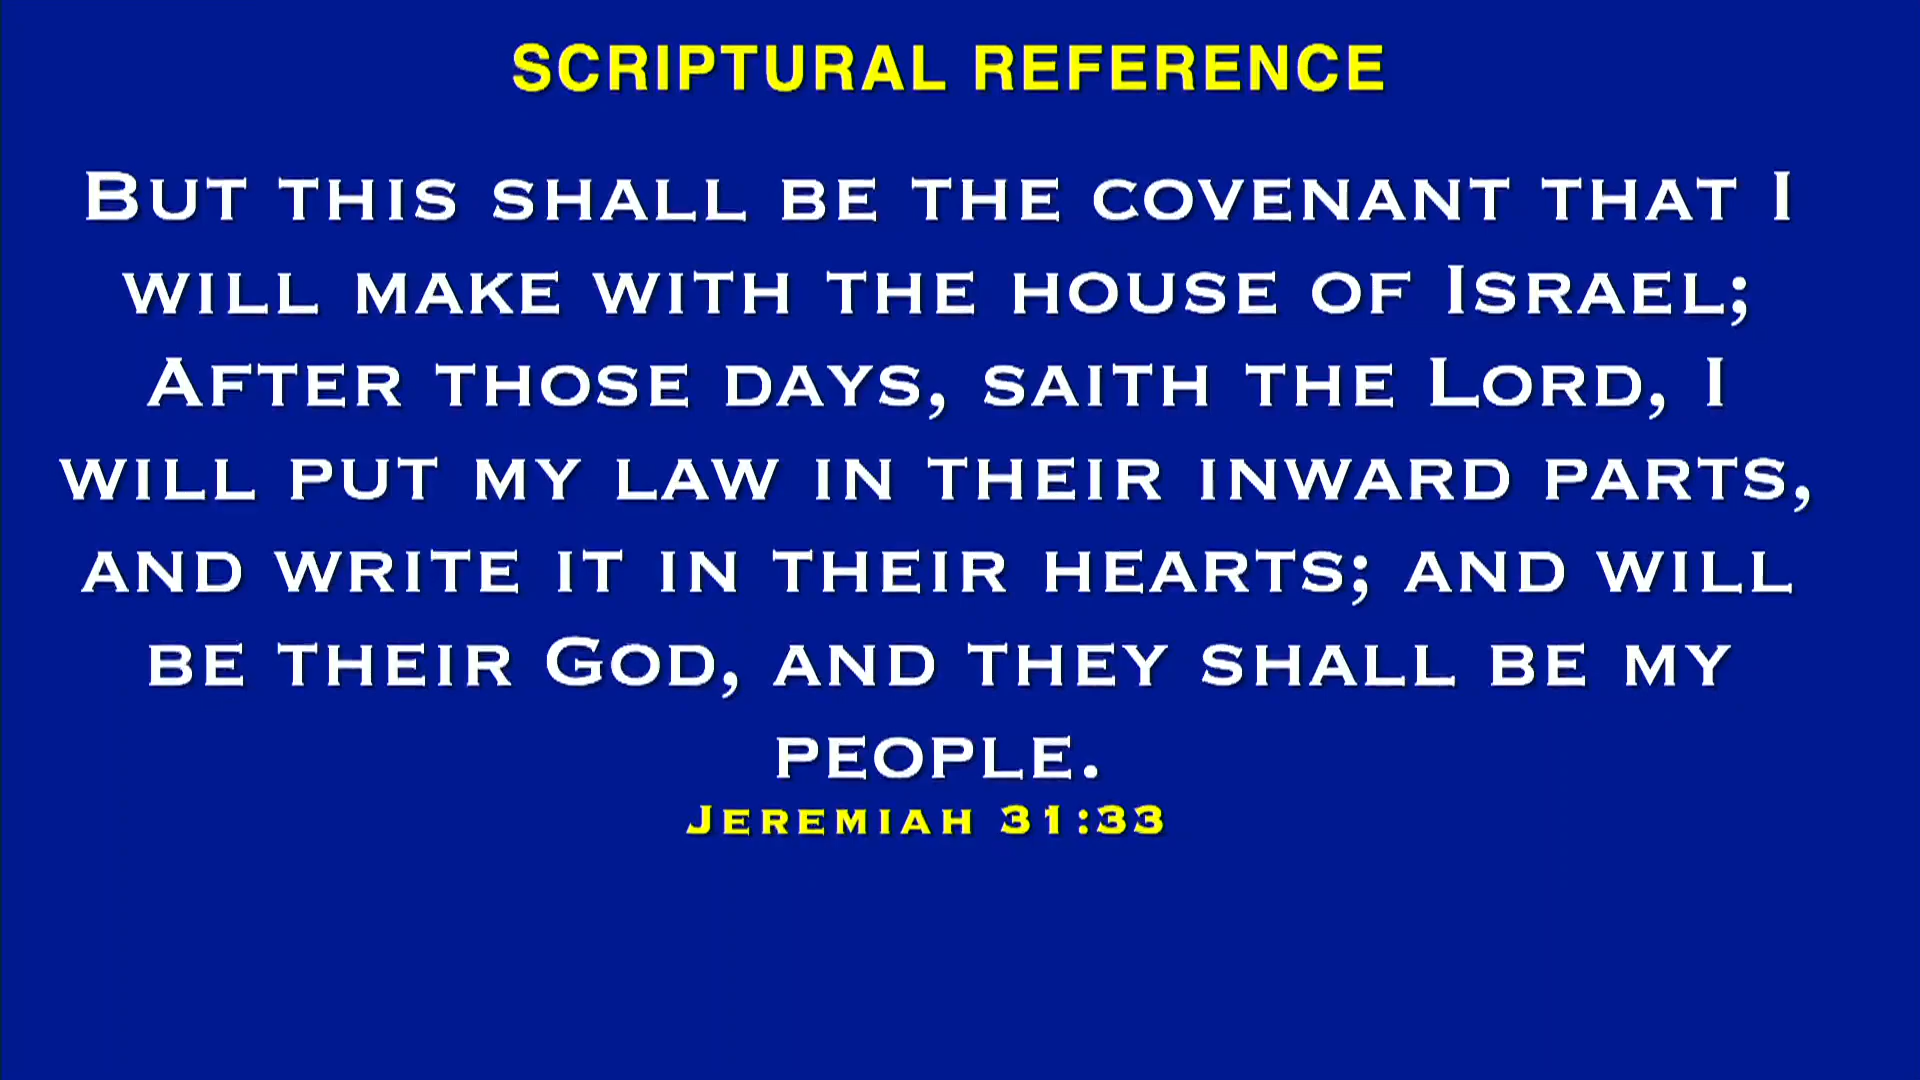 SCRIPTURAL REFERENCE
But this shall be the covenant that I
will make with the house of Israel;
After those days, saith the Lord, I
will put my law in their inward parts,
and write it in their hearts; and will
be their God, and they shall be my
people.
Jeremiah 31:33